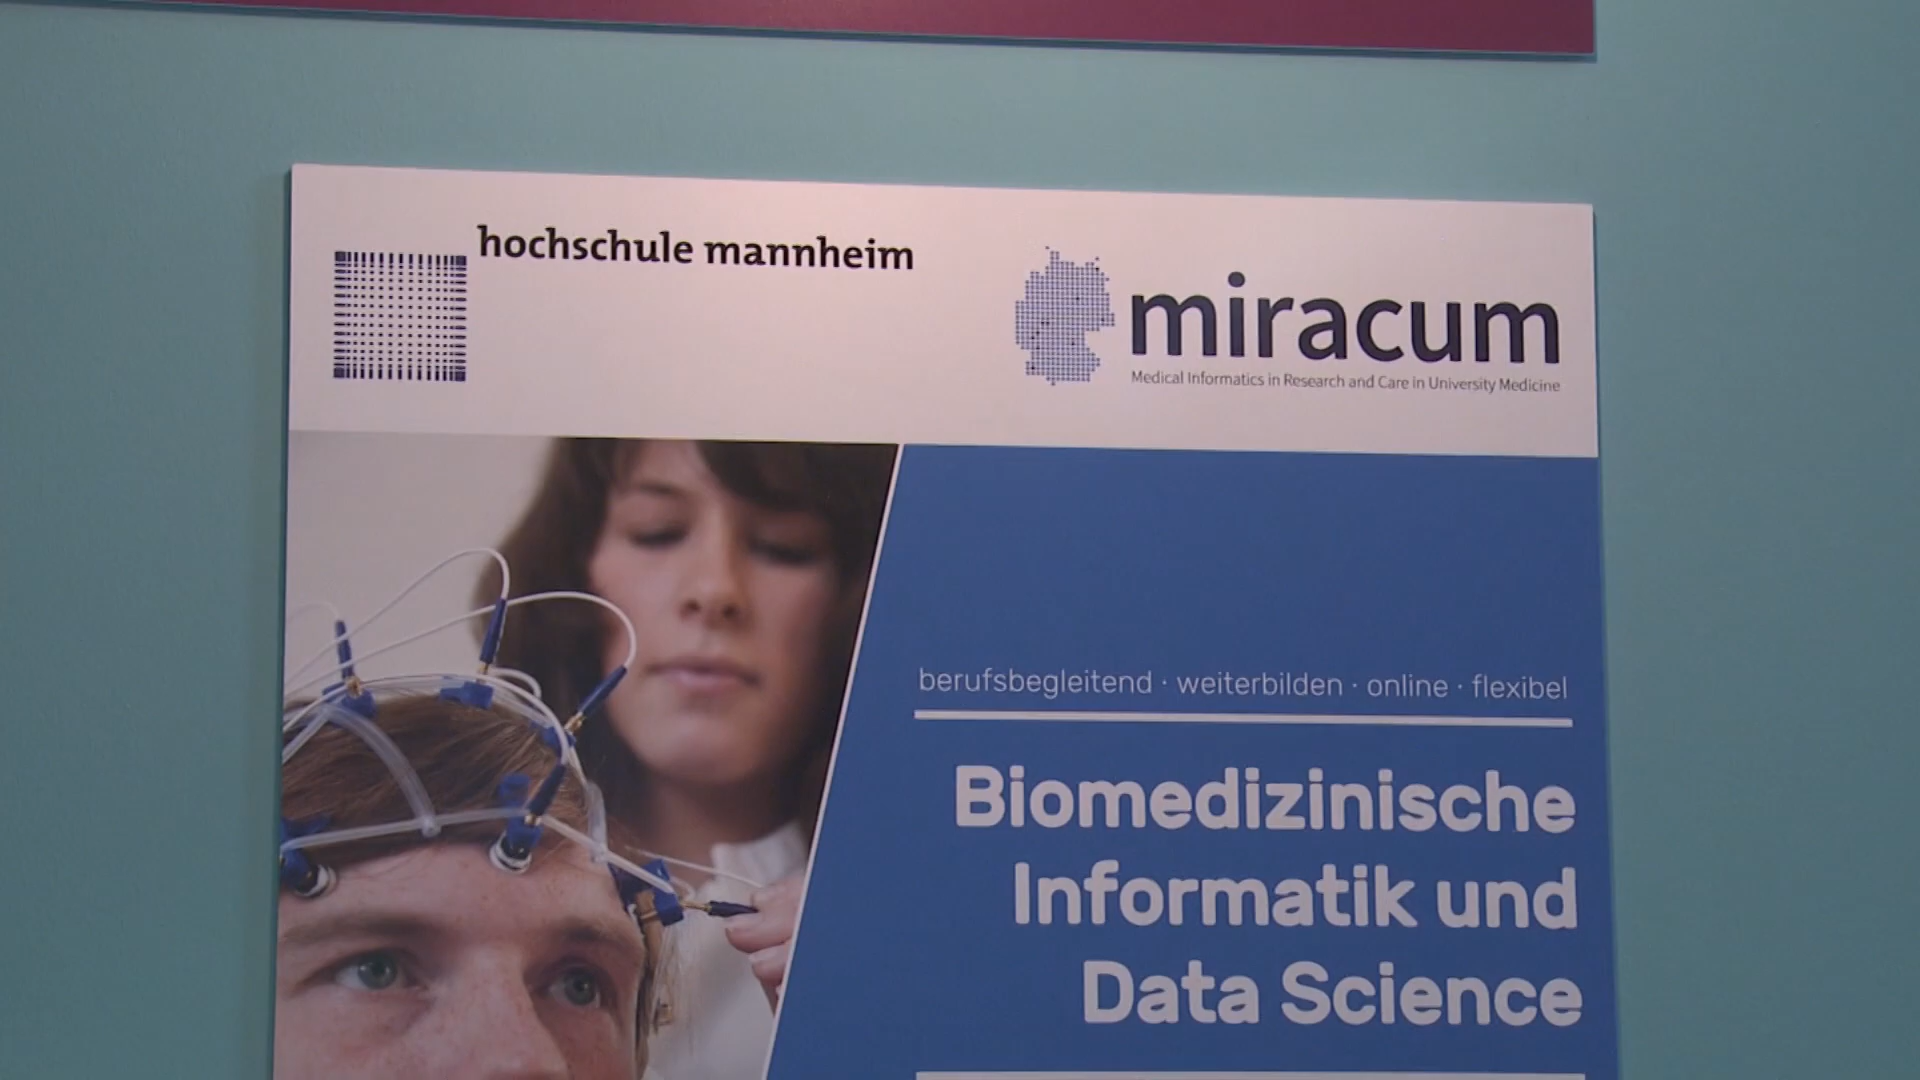 hochschule mannheim
miracum
Medical Informatics in Research and Care in University Medicine
berufsbegleitend · weiterbilden · online · flexibel
Biomedizinische
Informatik und
Data Science